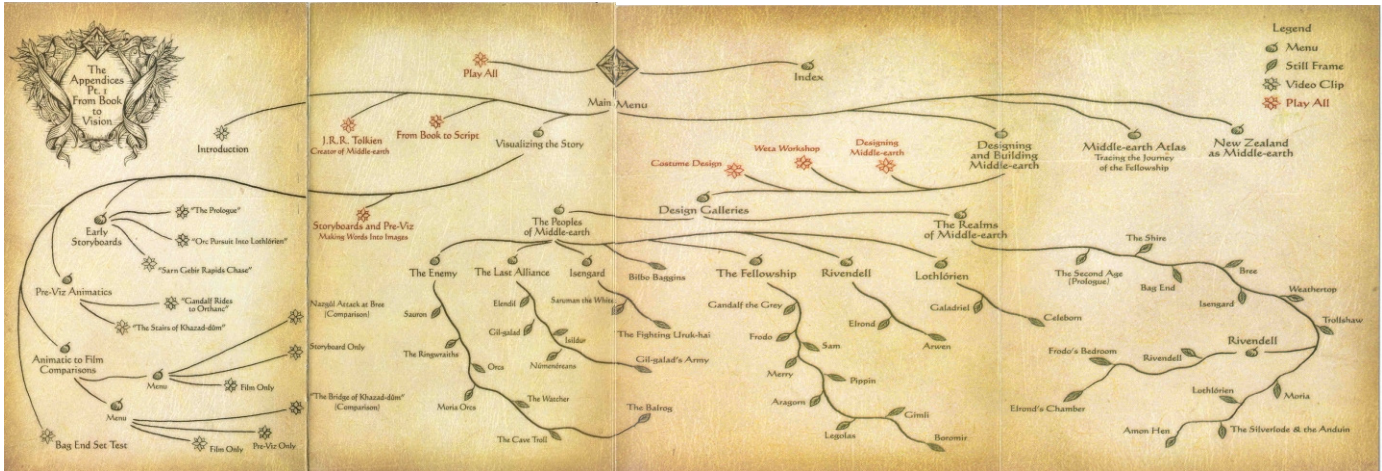 The
Appendices
Pt. 1
From Book
to
Vision
Play All
Index
Legend
Menu
Still Frame
Video Clip
Play All
Main Menu
Introduction
J.R.R. Tolkien
Creator of Middle-earth
From Book to Script
Visualizing the Story
Designing
and Building
Middle-earth
Middle-earth Atlas
Tracing the Journey
of the Fellowship
New Zealand
as Middle-earth
Costume Design
Weta Workshop
Designing
Middle-earth
Design Galleries
Storyboards and Pre-Viz
Making Words Into Images
Early
Storyboards
"The Prologue"
"Orc Pursuit Into Lothlórien"
"Sarn Gebir Rapids Chase"
Pre-Viz Animatics
"Gandalf Rides
to Orthanc"
"The Stairs of Khazad-dûm"
Animatic to Film
Comparisons
Menu
Nazgûl Attack at Bree
(Comparison)
Storyboard Only
Film Only
Menu
"The Bridge of Khazad-dûm"
(Comparison)
Pre-Viz Only
Film Only
Bag End Set Test
The Peoples
of Middle-earth
The Enemy
Sauron
The Ringwraiths
Orcs
Moria Orcs
The Watcher
The Cave Troll
The Balrog
The Last Alliance
Elendil
Gil-galad
Isildur
Númenóreans
Gil-galad's Army
Isengard
Saruman the White
The Fighting Uruk-hai
Bilbo Baggins
The Fellowship
Gandalf the Grey
Frodo
Sam
Merry
Pippin
Aragorn
Gimli
Legolas
Boromir
Rivendell
Elrond
Arwen
Lothlórien
Galadriel
Celeborn
The Realms
of Middle-earth
The Second Age
(Prologue)
The Shire
Bag End
Bree
Isengard
Weathertop
Trollshaw
Rivendell
Rivendell
Frodo's Bedroom
Elrond's Chamber
Moria
Lothlórien
The Silverlode & the Anduin
Amon Hen